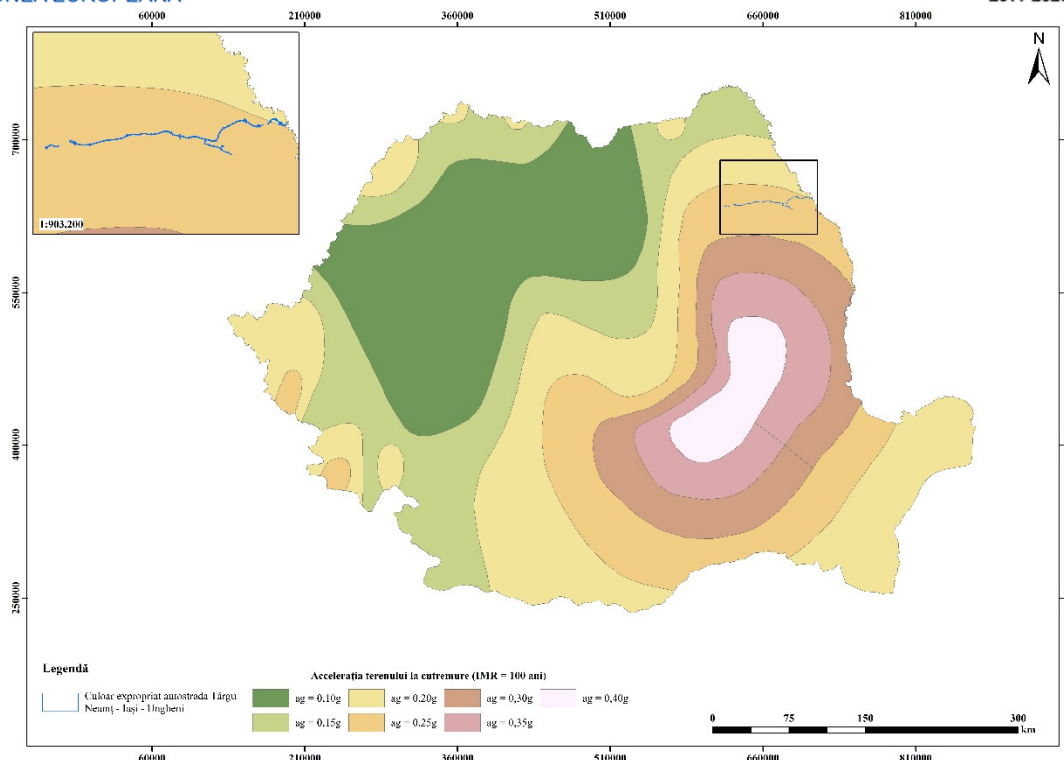 60000 210000 360000 510000 660000 810000
N
700000
550000
400000
250000
1:903,200
Legendă
Culoar expropriat autostrada Târgu
Neamț - Iași - Ungheni
Accelerația terenului la cutremure (IMR = 100 ani)
ag = 0,10g ag = 0,20g ag = 0,30g ag = 0,40g
ag = 0,15g ag = 0,25g ag = 0,35g
0 75 150 300
km
60000 210000 360000 510000 660000 810000